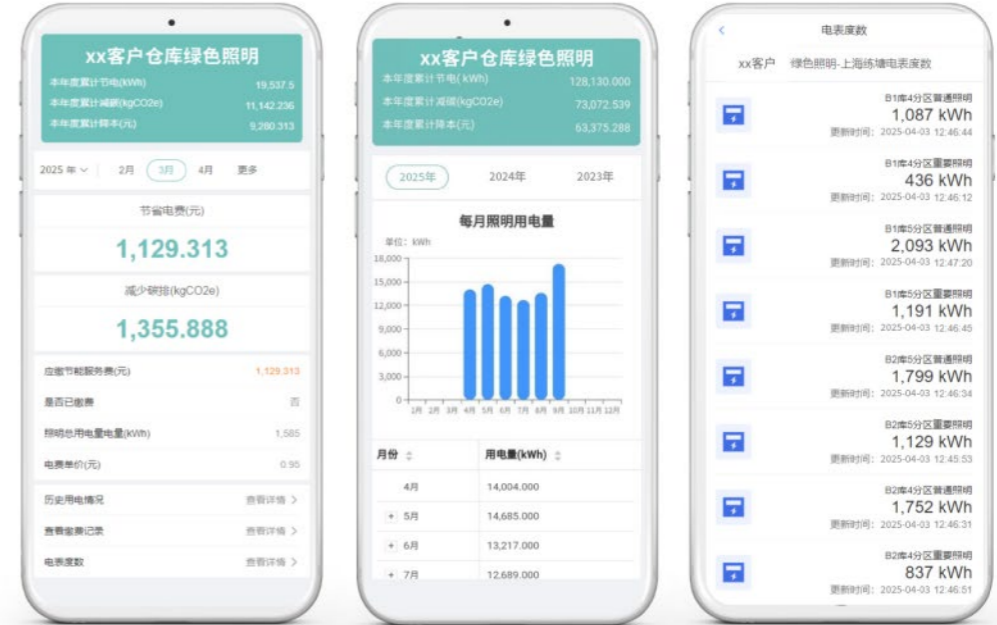 xx客户仓库绿色照明
本年度累计节电(kWh) 19,537.5
本年度累计减碳(kgCO2e) 11,142.236
本年度累计降本(元) 9,280.313
2025 年 2月 3月 4月 更多
节省电费(元)
1,129.313
减少碳排(kgCO2e)
1,355.888
应缴节能服务费(元) 1,129.313
是否已缴费 否
照明总用电量电量(kWh) 1,585
电费单价(元) 0.95
历史用电情况 查看详情
查看缴费记录 查看详情
电表度数 查看详情
xx客户仓库绿色照明
本年度累计节电( kWh) 128,130.000
本年度累计减碳(kgCO2e) 73,072.539
本年度累计降本(元) 63,375.288
2025年 2024年 2023年
每月照明用电量
单位: kWh
18,000
15,000
12,000
9,000
6,000
3,000
0
1月 2月 3月 4月 5月 6月 7月 8月 9月 10月 11月 12月
月份 用电量(kWh)
4月 14,004.000
+ 5月 14,685.000
+ 6月 13,217.000
+ 7月 12,689.000
电表度数
xx客户 绿色照明-上海练塘电表度数
B1库4分区普通照明
1,087 kWh
更新时间: 2025-04-03 12:46:44
B1库4分区重要照明
436 kWh
更新时间: 2025-04-03 12:46:12
B1库5分区普通照明
2,093 kWh
更新时间: 2025-04-03 12:47:20
B1库5分区重要照明
1,191 kWh
更新时间: 2025-04-03 12:46:45
B2库5分区普通照明
1,799 kWh
更新时间: 2025-04-03 12:46:34
B2库5分区重要照明
1,129 kWh
更新时间: 2025-04-03 12:45:53
B2库4分区普通照明
1,752 kWh
更新时间: 2025-04-03 12:46:31
B2库4分区重要照明
837 kWh
更新时间: 2025-04-03 12:46:51